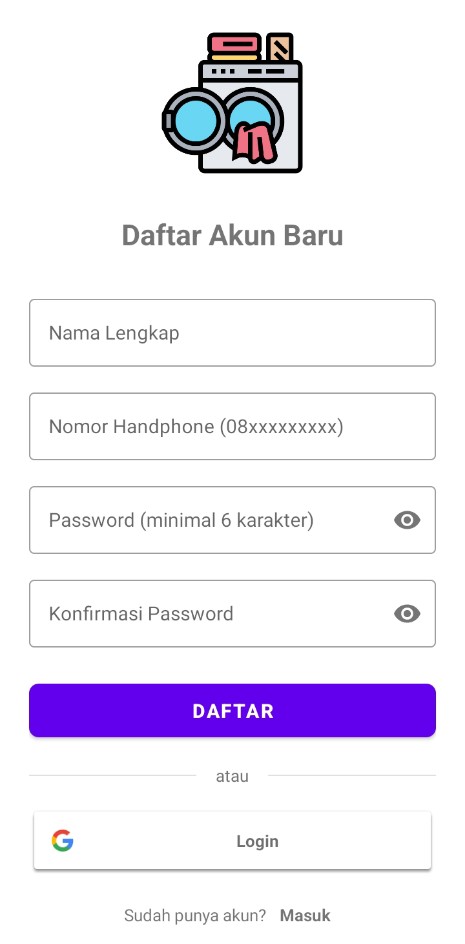 Daftar Akun Baru
Nama Lengkap
Nomor Handphone (08xxxxxxxxx)
Password (minimal 6 karakter)
Konfirmasi Password
DAFTAR
atau
Login
Sudah punya akun? Masuk